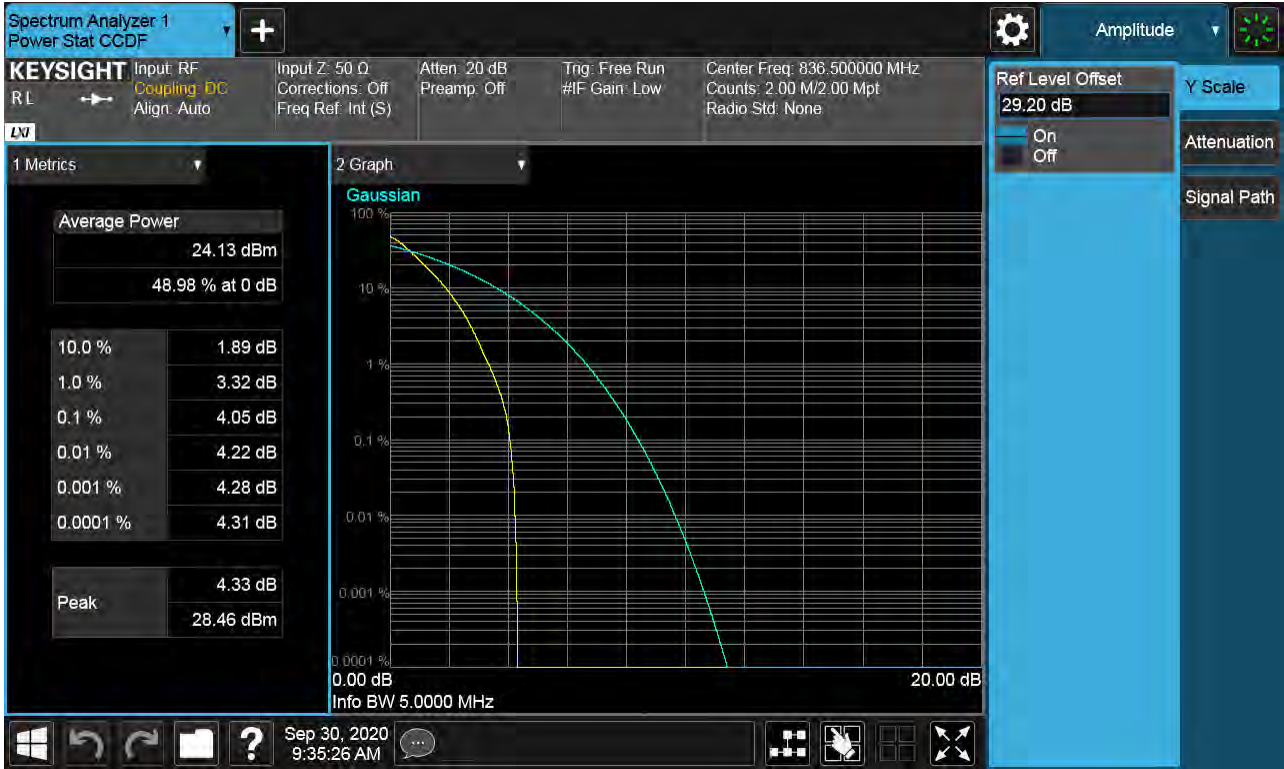 Spectrum Analyzer 1
Power Stat CCDF
Amplitude
KEYSIGHT
R L
LXI
Input: RF
Coupling: DC
Align: Auto
Input Z: 50 Ω
Corrections: Off
Freq Ref: Int (S)
Atten: 20 dB
Preamp: Off
Trig: Free Run
#IF Gain: Low
Center Freq: 836.500000 MHz
Counts: 2.00 M/2.00 Mpt
Radio Std: None
Ref Level Offset
29.20 dB
On
Off
Y Scale
Attenuation
Signal Path
1 Metrics
Average Power
24.13 dBm
48.98 % at 0 dB
10.0 % 1.89 dB
1.0 % 3.32 dB
0.1 % 4.05 dB
0.01 % 4.22 dB
0.001 % 4.28 dB
0.0001 % 4.31 dB
Peak
4.33 dB
28.46 dBm
2 Graph
Gaussian
100 %
10 %
1 %
0.1 %
0.01 %
0.001 %
0.0001 %
0.00 dB 20.00 dB
Info BW 5.0000 MHz
?
Sep 30, 2020
9:35:26 AM